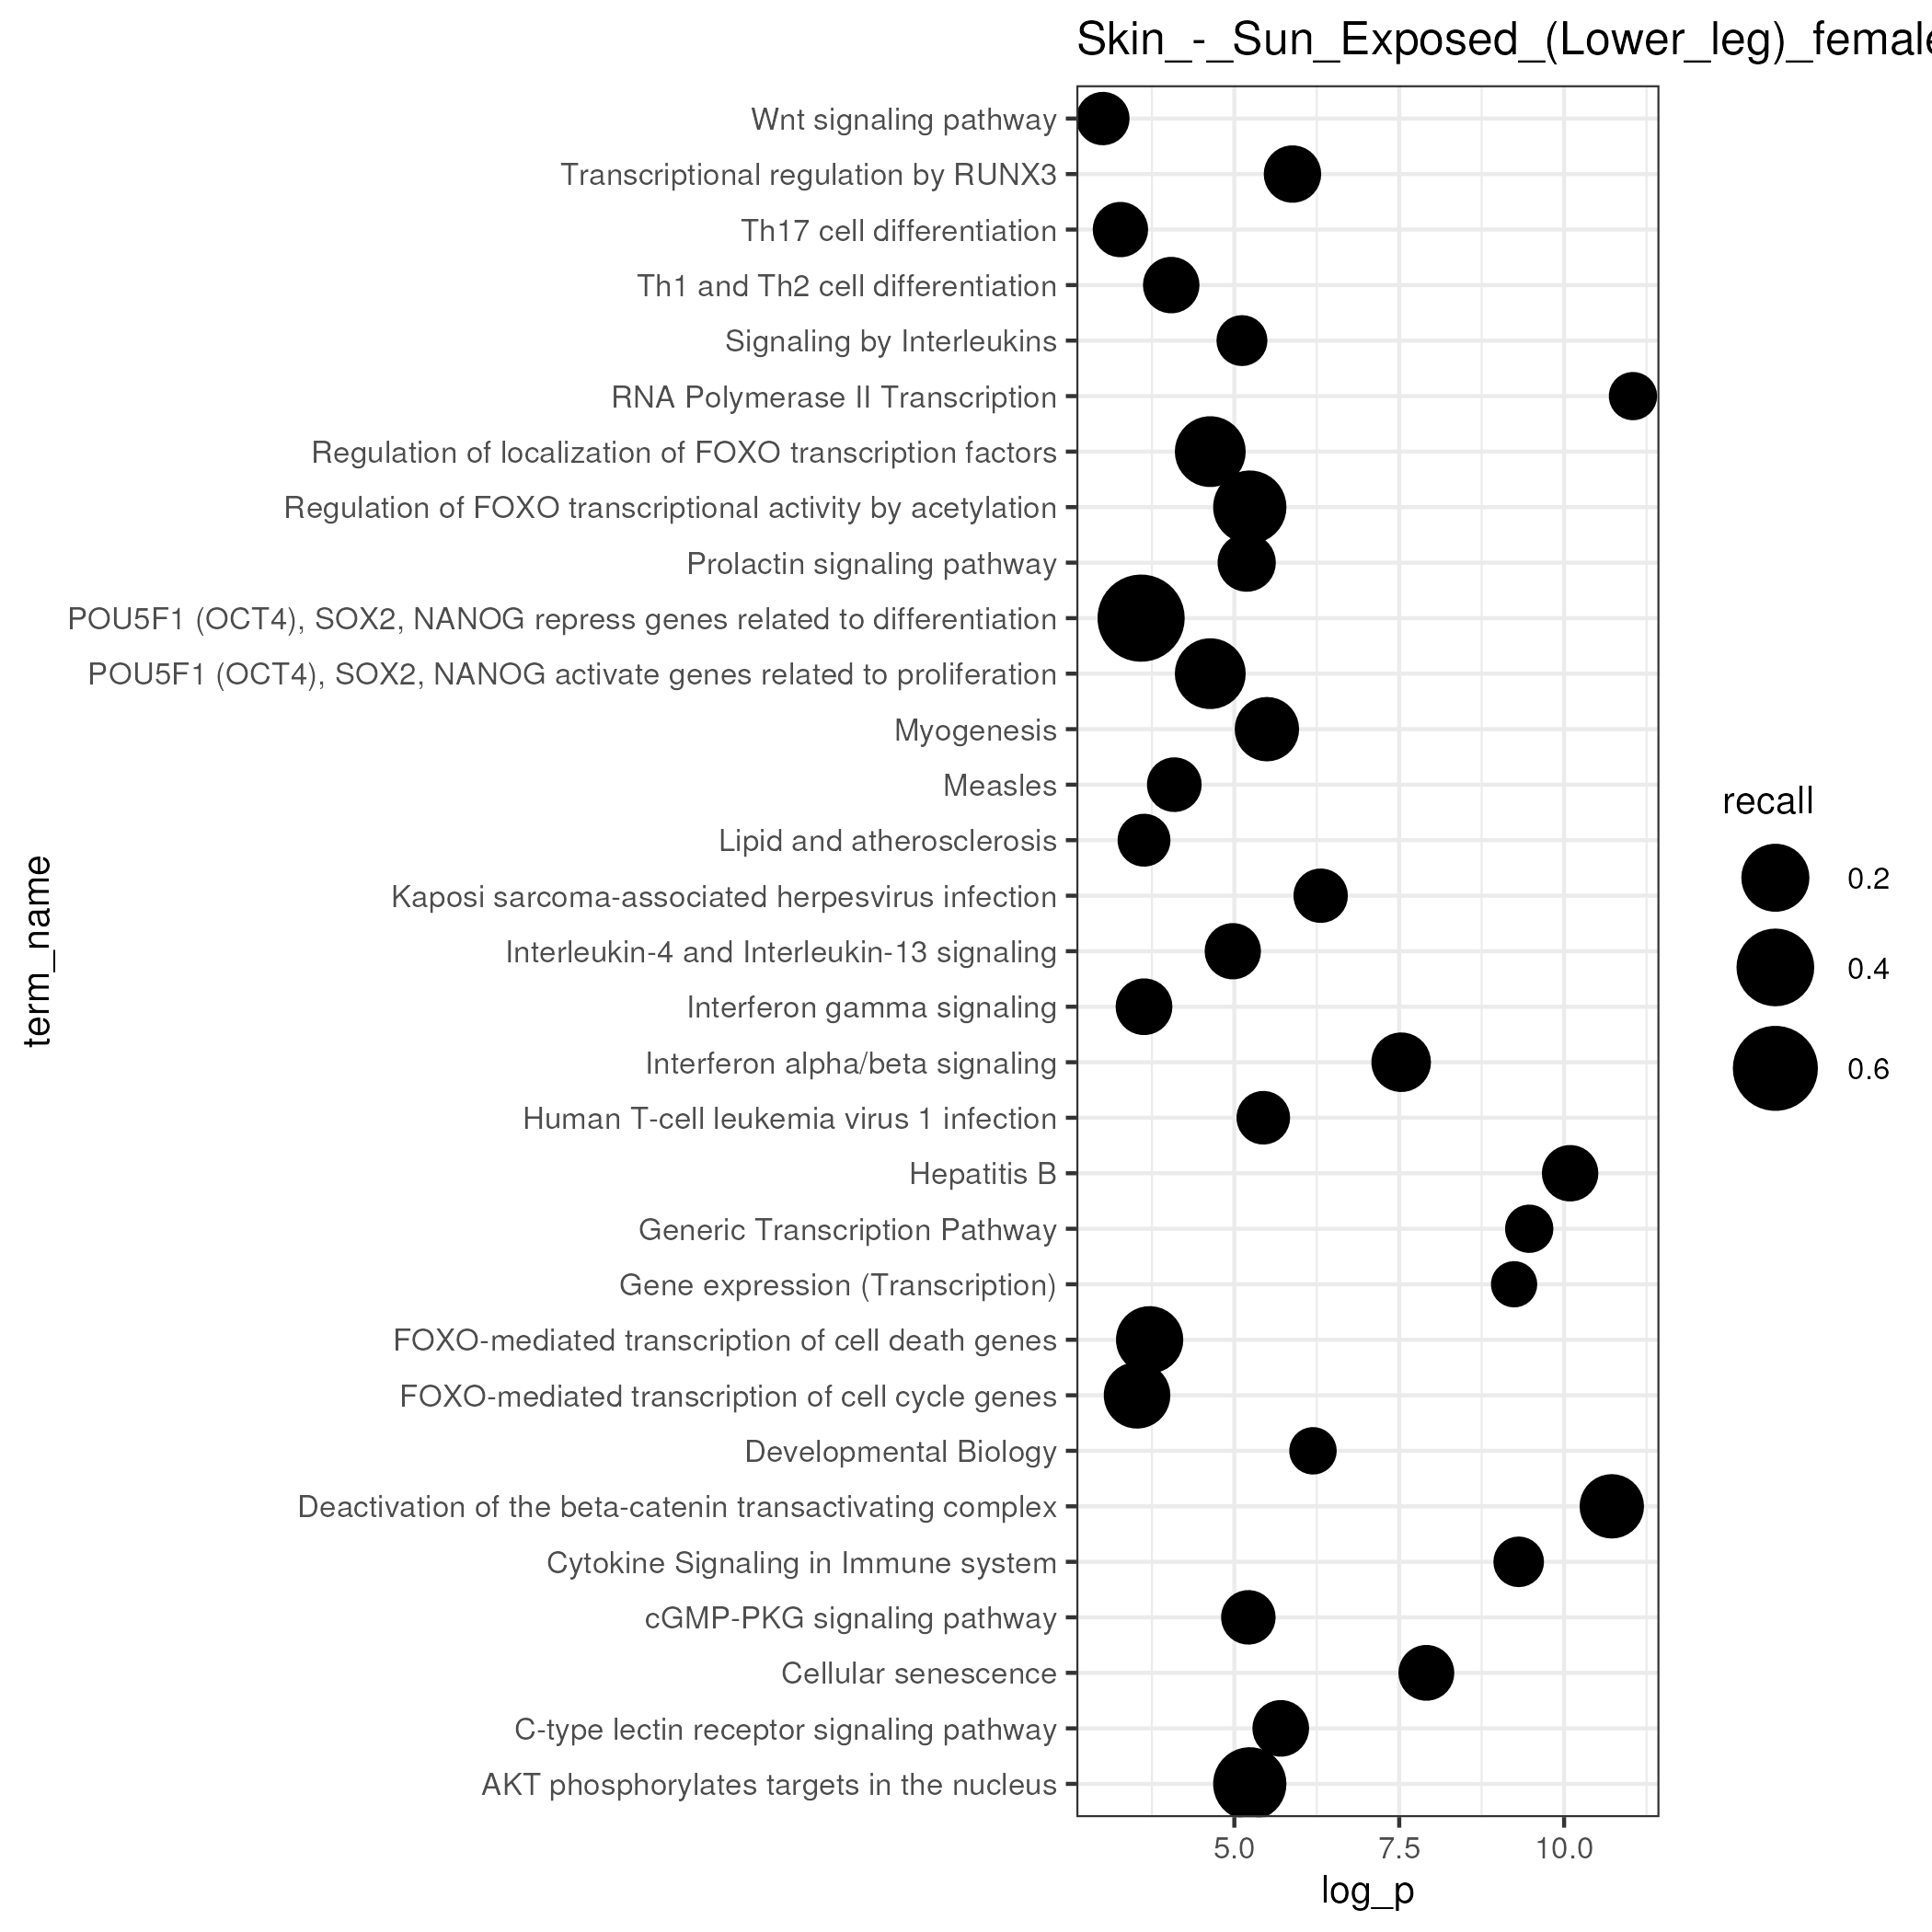 Skin_-_Sun_Exposed_(Lower_leg)_female
Wnt signaling pathway
Transcriptional regulation by RUNX3
Th17 cell differentiation
Th1 and Th2 cell differentiation
Signaling by Interleukins
RNA Polymerase II Transcription
Regulation of localization of FOXO transcription factors
Regulation of FOXO transcriptional activity by acetylation
Prolactin signaling pathway
POU5F1 (OCT4), SOX2, NANOG repress genes related to differentiation
POU5F1 (OCT4), SOX2, NANOG activate genes related to proliferation
Myogenesis
Measles
Lipid and atherosclerosis
Kaposi sarcoma-associated herpesvirus infection
Interleukin-4 and Interleukin-13 signaling
Interferon gamma signaling
Interferon alpha/beta signaling
Human T-cell leukemia virus 1 infection
Hepatitis B
Generic Transcription Pathway
Gene expression (Transcription)
FOXO-mediated transcription of cell death genes
FOXO-mediated transcription of cell cycle genes
Developmental Biology
Deactivation of the beta-catenin transactivating complex
Cytokine Signaling in Immune system
cGMP-PKG signaling pathway
Cellular senescence
C-type lectin receptor signaling pathway
AKT phosphorylates targets in the nucleus
term_name
5.0 7.5 10.0
log_p
recall
0.2
0.4
0.6